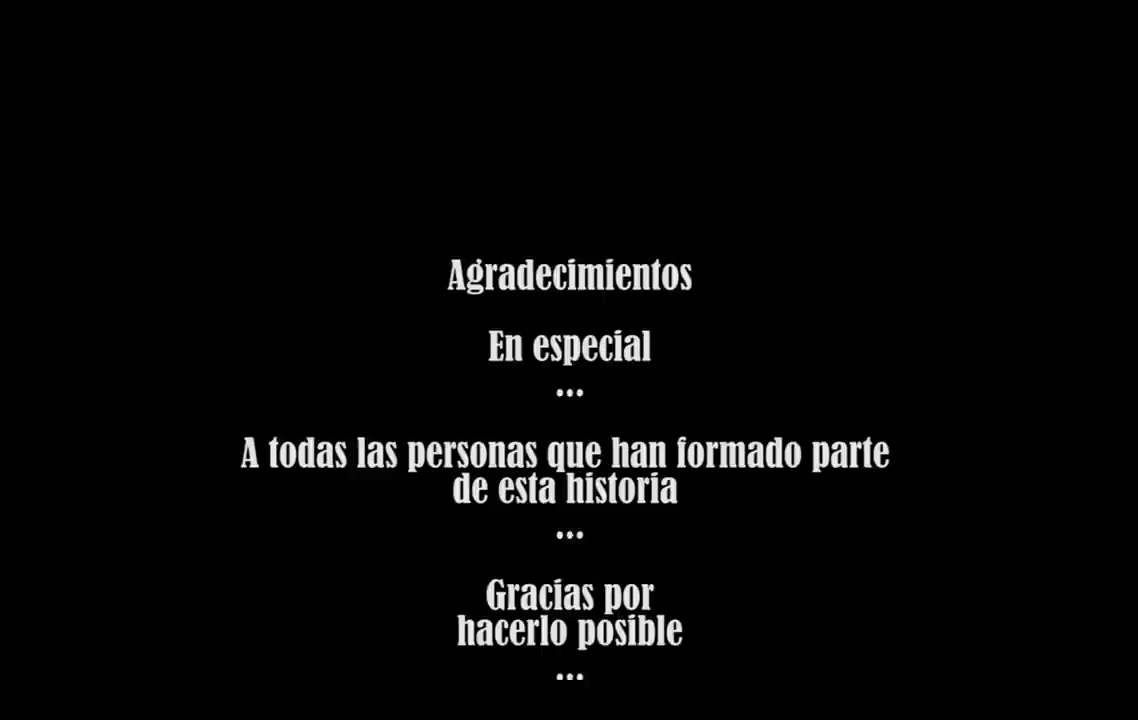 Agradecimientos
En especial
...
A todas las personas que han formado parte
de esta historia
...
Gracias por
hacerlo posible
...